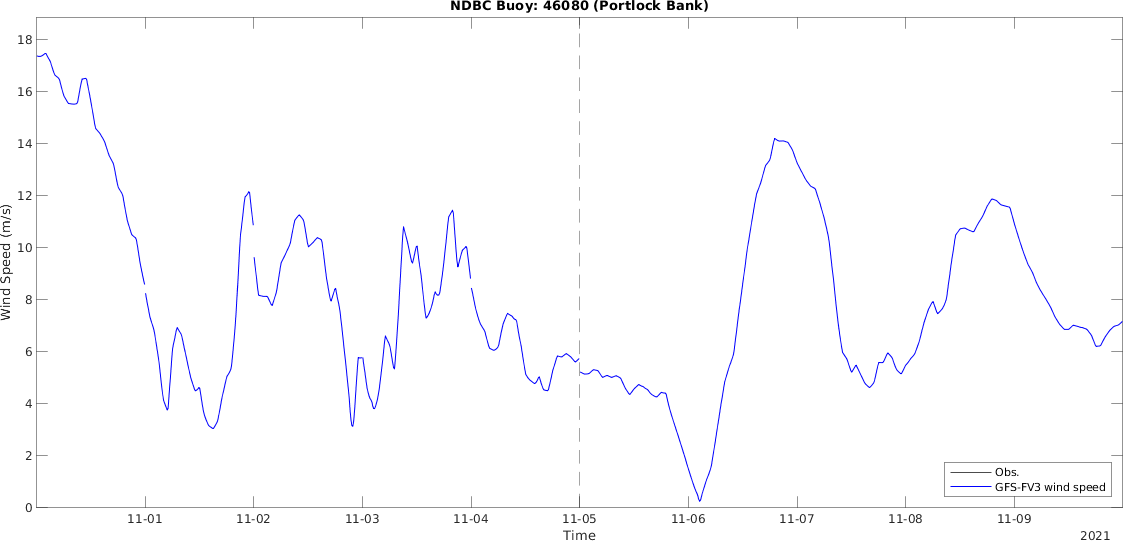 NDBC Buoy: 46080 (Portlock Bank)
18
16
14
12
10
8
6
4
2
0
Wind Speed (m/s)
11-01 11-02 11-03 11-04 11-05 11-06 11-07 11-08 11-09
Time
2021
Obs.
GFS-FV3 wind speed